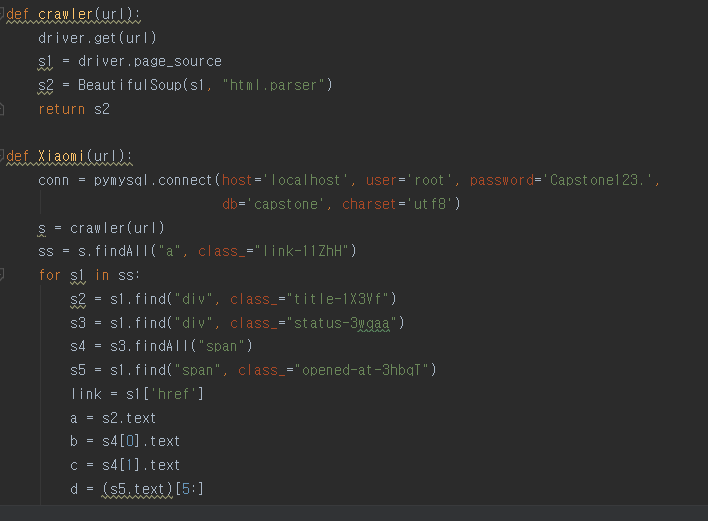 def crawler(url):
    driver.get(url)
    s1 = driver.page_source
    s2 = BeautifulSoup(s1, "html.parser")
    return s2

def Xiaomi(url):
    conn = pymysql.connect(host='localhost', user='root', password='Capstone123.',
                           db='capstone', charset='utf8')
    s = crawler(url)
    ss = s.findAll("a", class_="link-11ZhH")
    for s1 in ss:
        s2 = s1.find("div", class_="title-1X3Vf")
        s3 = s1.find("div", class_="status-3wgaa")
        s4 = s3.findAll("span")
        s5 = s1.find("span", class_="opened-at-3hbqT")
        link = s1['href']
        a = s2.text
        b = s4[0].text
        c = s4[1].text
        d = (s5.text)[5:]